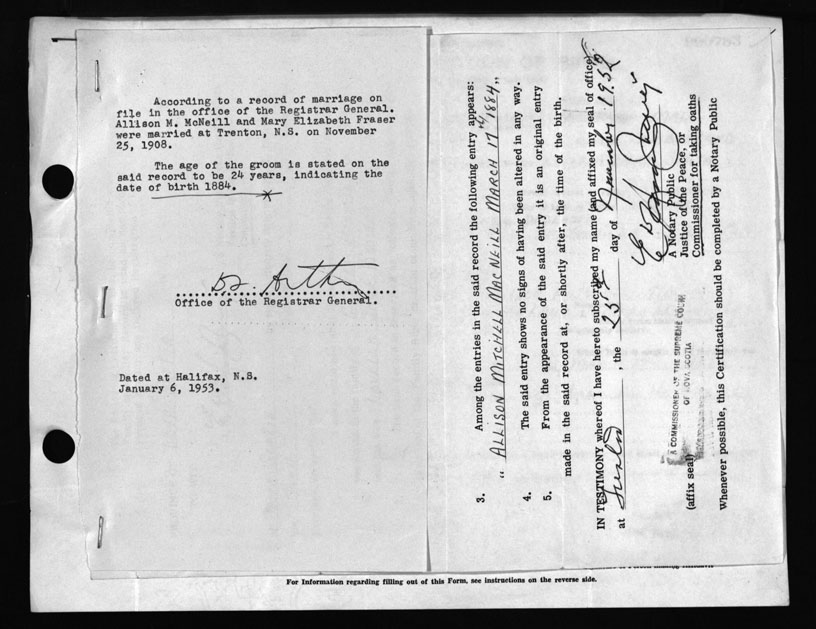 According to a record of marriage on
file in the office of the Registrar General.
Allison M. McNeill and Mary Elizabeth Fraser
were married at Trenton, N.S. on November
25, 1908.
The age of the groom is stated on the
said record to be 24 years, indicating the
date of birth 1884.
Office of the Registrar General.
Dated at Halifax, N.S.
January 6, 1953.
3. Among the entries in the said record the following entry appears:
" ALLISON MITCHELL MACNEILL MARCH 17th 1884 "
4. The said entry shows no signs of having been altered in any way.
5. From the appearance of the said entry it is an original entry
made in the said record at, or shortly after, the time of the birth.
IN TESTIMONY whereof I have hereto subscribed my name (and affixed my seal of office)
at , the 25th day of November 1952
A Notary Public
Justice of the Peace, or
Commissioner for taking oaths
(affix seal)
A COMMISSIONER OF THE SUPREME COURT
OF NOVA SCOTIA
Whenever possible, this Certification should be completed by a Notary Public
For Information regarding filling out of this Form, see instructions on the reverse side.